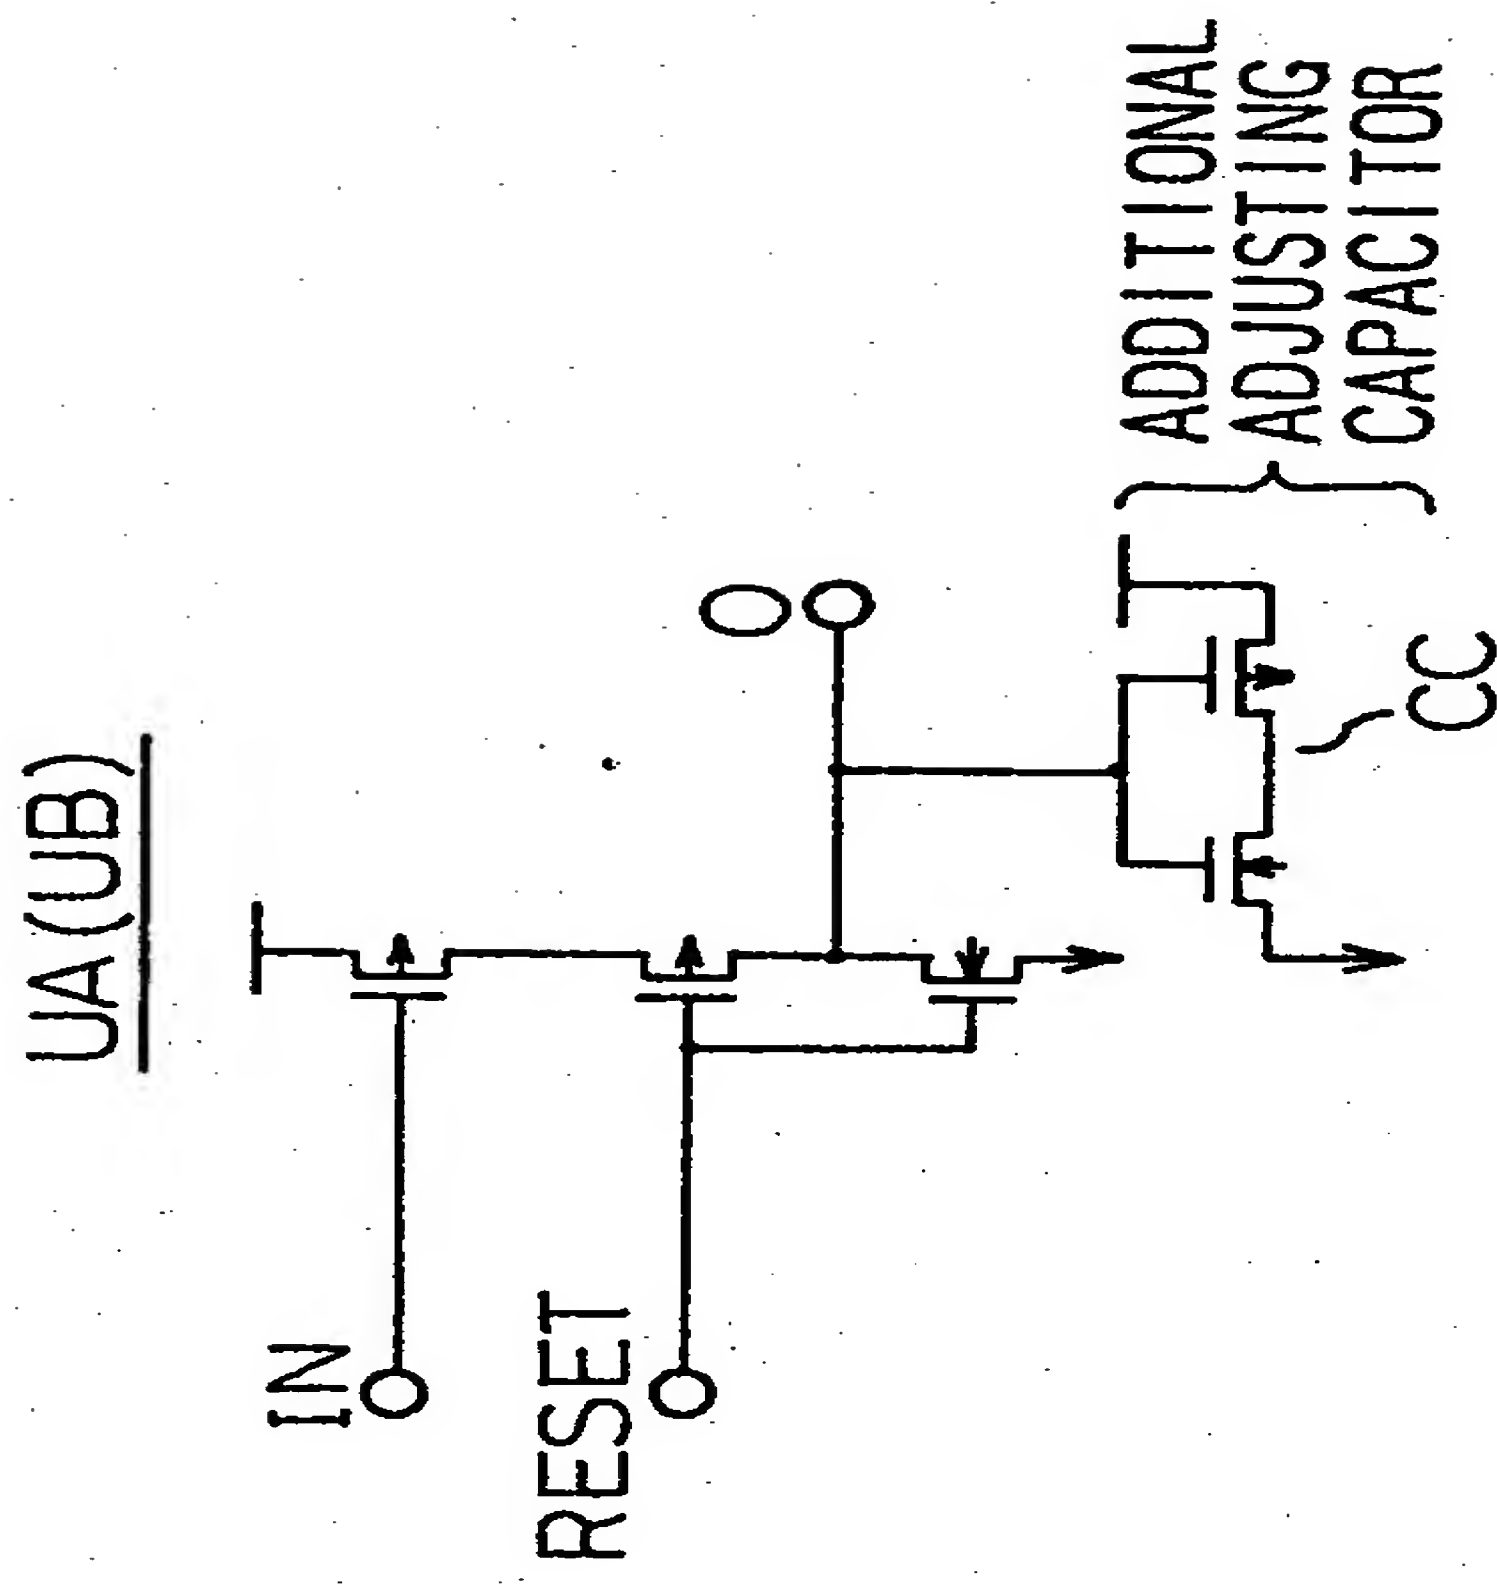 UA(UB)
IN
RESET
O
CC
ADDITIONAL
ADJUSTING
CAPACITOR